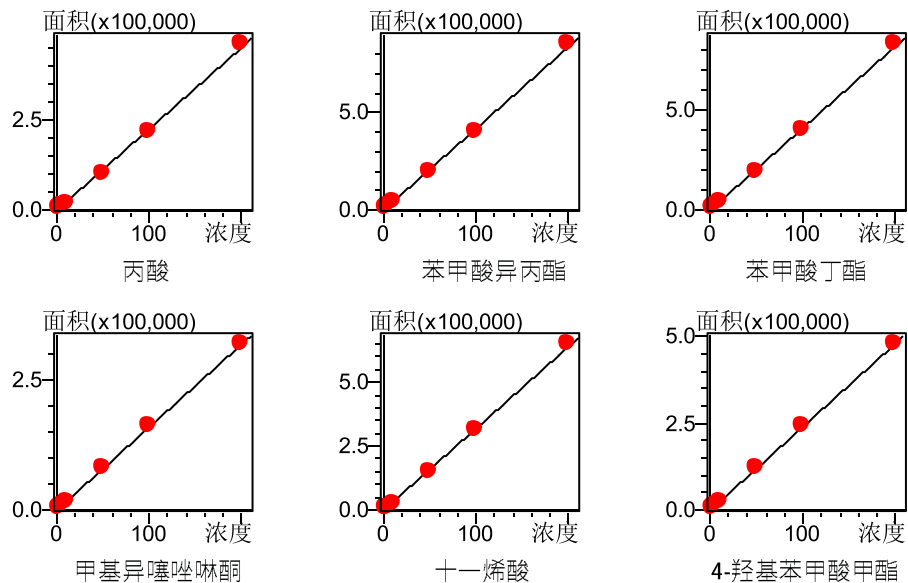 面积(x100,000) 面积(x100,000) 面积(x100,000)
2.5 5.0 5.0
0.0 0.0 0.0
0 100 浓度 0 100 浓度 0 100 浓度
丙酸 苯甲酸异丙酯 苯甲酸丁酯
面积(x100,000) 面积(x100,000) 面积(x100,000)
5.0
2.5 5.0
2.5 2.5
0.0 0.0 0.0
0 100 浓度 0 100 浓度 0 100 浓度
甲基异噻唑啉酮 十一烯酸 4-羟基苯甲酸甲酯